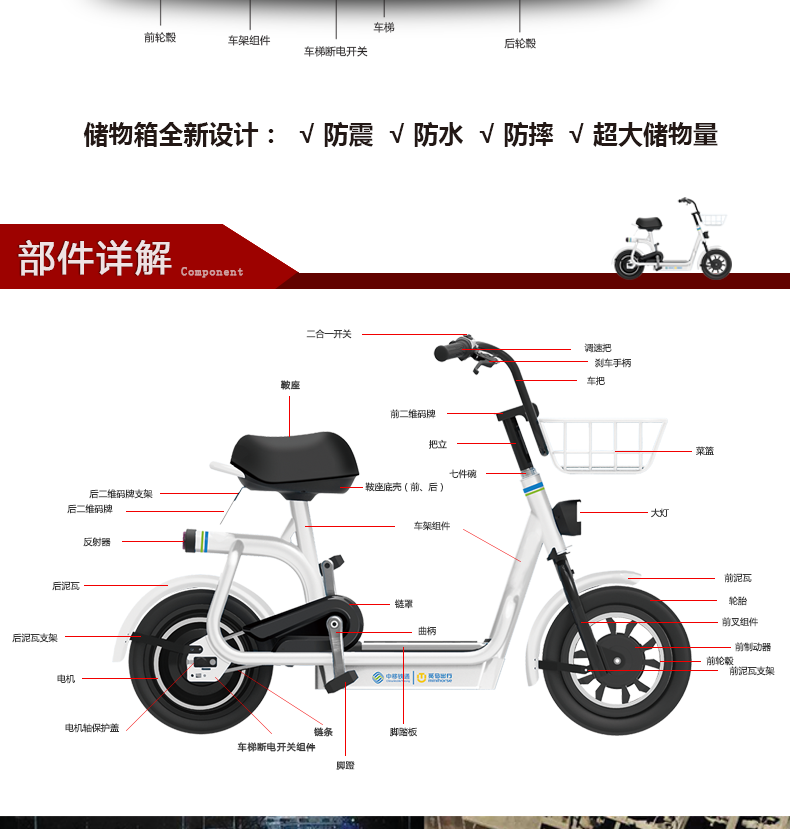 前轮毂
车架组件
车梯断电开关
车梯
后轮毂
储物箱全新设计： √ 防震 √ 防水 √ 防摔 √ 超大储物量
部件详解 Component
二合一开关
调速把
刹车手柄
车把
鞍座
前二维码牌
把立
菜篮
七件碗
鞍座底壳（前、后）
后二维码牌支架
后二维码牌
大灯
车架组件
反射器
前泥瓦
后泥瓦
轮胎
链罩
前叉组件
曲柄
后泥瓦支架
前制动器
前轮毂
前泥瓦支架
电机
电机轴保护盖
链条
脚踏板
车梯断电开关组件
脚蹬